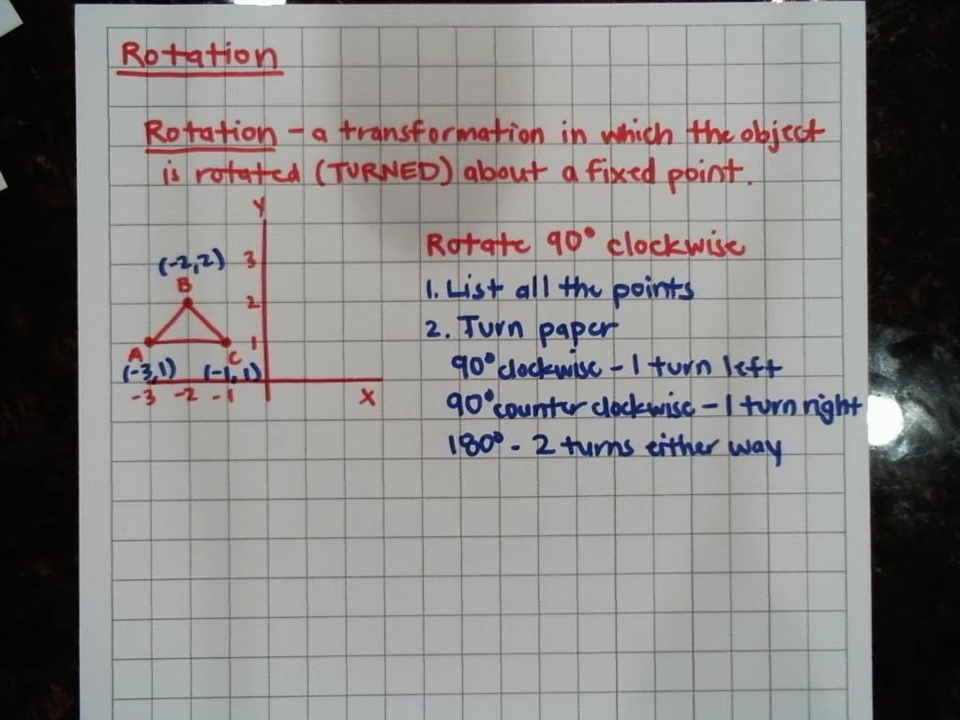 Rotation
Rotation - a transformation in which the object
is rotated (TURNED) about a fixed point.
Y
(-2,2) 3
B
2
A C 1
(-3,1) (-1,1)
-3 -2 -1 X
Rotate 90° clockwise
1. List all the points
2. Turn paper
90° clockwise - 1 turn left
90° counter clockwise - 1 turn right
180° - 2 turns either way